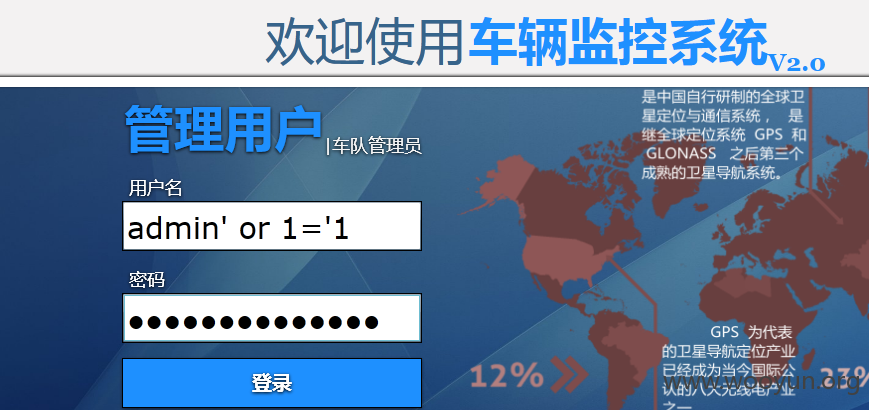 欢迎使用车辆监控系统V2.0
管理用户|车队管理员
用户名
admin' or 1='1
密码
●●●●●●●●●●●●●●
登录
是中国自行研制的全球卫
星定位与通信系统， 是
继全球定位系统 GPS 和
GLONASS 之后第三个
成熟的卫星导航系统。
GPS 为代表
的卫星导航定位产业
已经成为当今国际公
认的八大无线电产业
之一
12%
23%
www.wooyun.org